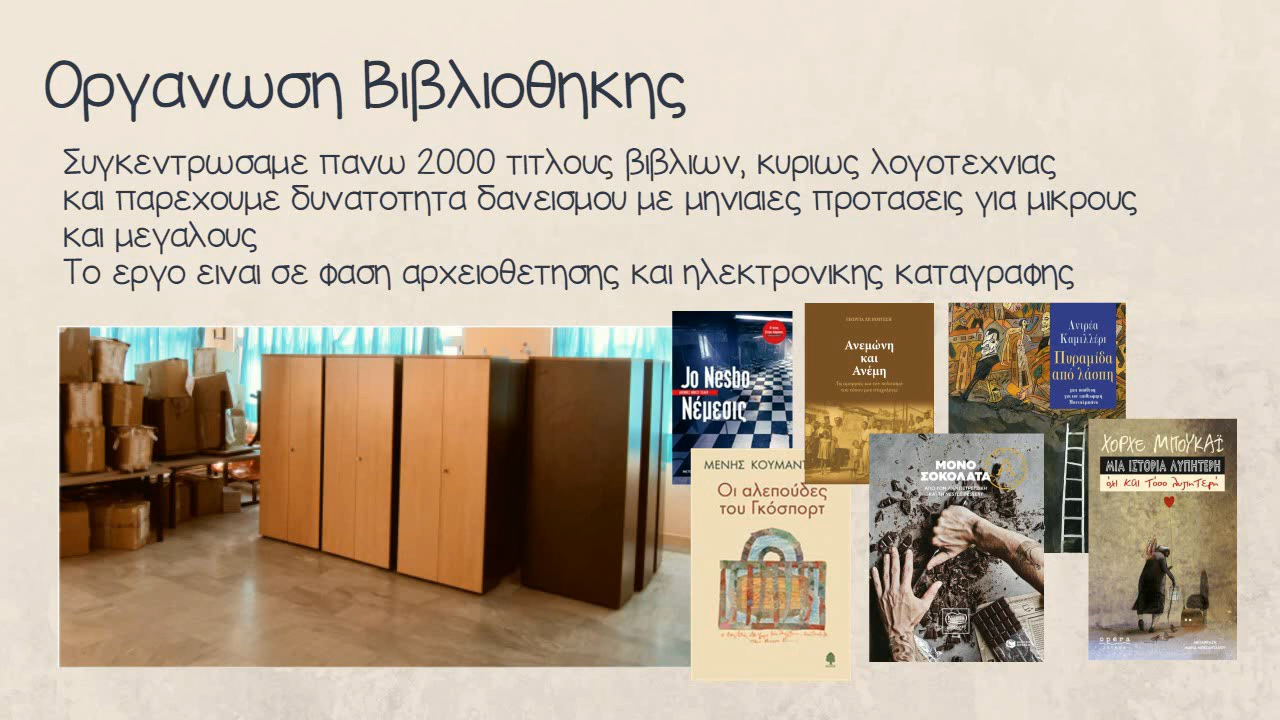 Οργανωση Βιβλιοθηκης
Συγκεντρωσαμε πανω 2000 τιτλους βιβλιων, κυριως λογοτεχνιας
και παρεχουμε δυνατοτητα δανεισμου με μηνιαιες προτασεις για μικρους
και μεγαλους
Το εργο ειναι σε φαση αρχειοθετησης και ηλεκτρονικης καταγραφης
Jo Nesbo
Νέμεσις
Ανεμώνη
και
Ανέμη
Αντρέα
Καμιλλέρι
Πυραμίδα
από λάσπη
ΜΕΝΗΣ ΚΟΥΜΑΝΤ
Οι αλεπούδες
του Γκόσπορτ
ΜΟΝΟ
ΣΟΚΟΛΑΤΑ
ΧΟΡΧΕ ΜΠΟΥΚΑΪ
ΜΙΑ ΙΣΤΟΡΙΑ ΛΥΠΗΤΕΡΗ
όχι και τόσο λυπητερή
opera